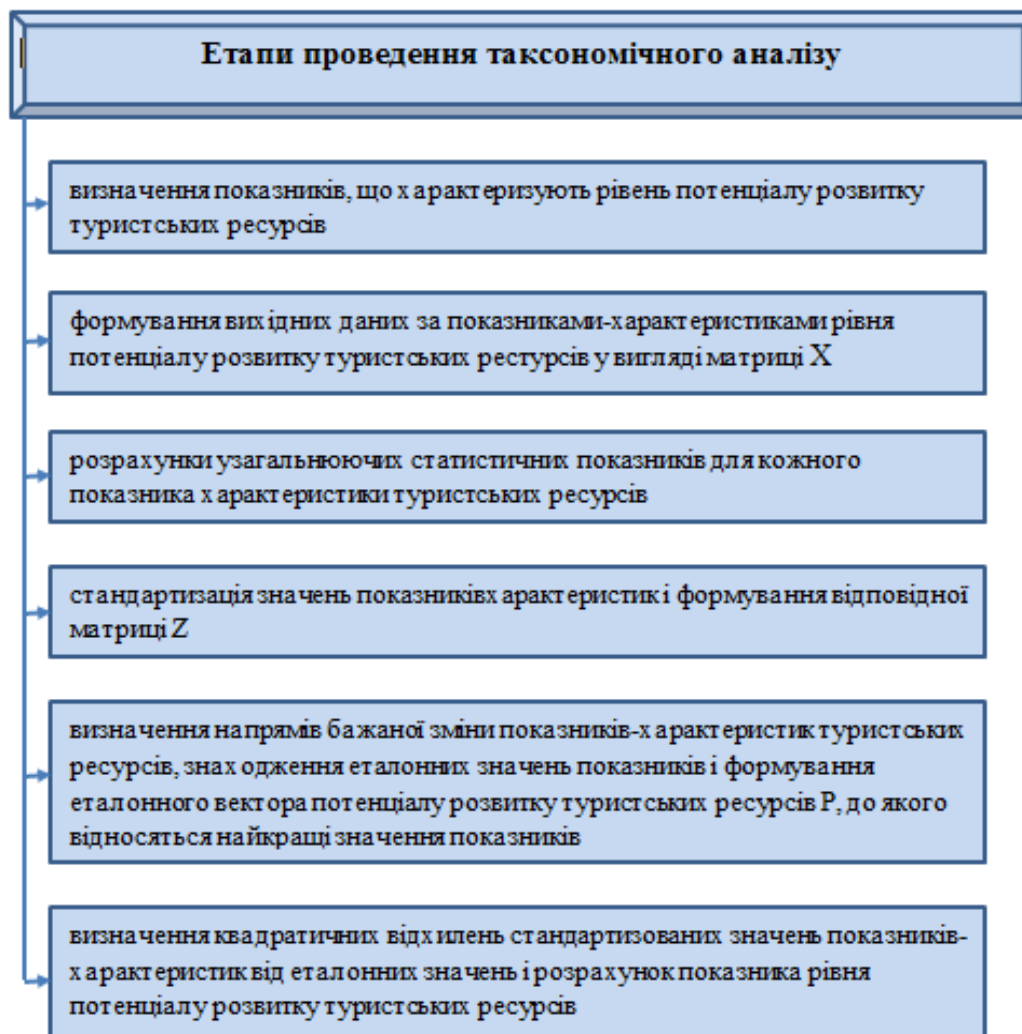 Етапи проведення таксономічного аналізу
визначення показників, що характеризують рівень потенціалу розвитку
туристських ресурсів
формування вихідних даних за показниками-характеристиками рівня
потенціалу розвитку туристських рестурсів у вигляді матриці X
розрахунки узагальнюючих статистичних показників для кожного
показника характеристики туристських ресурсів
стандартизація значень показниківхарактеристик і формування відповідної
матриці Z
визначення напрямів бажаної зміни показників-характеристик туристських
ресурсів, знаходження еталонних значень показників і формування
еталонного вектора потенціалу розвитку туристських ресурсів P, до якого
відносяться найкращі значення показників
визначення квадратичних відхилень стандартизованих значень показників-
характеристик від еталонних значень і розрахунок показника рівня
потенціалу розвитку туристських ресурсів